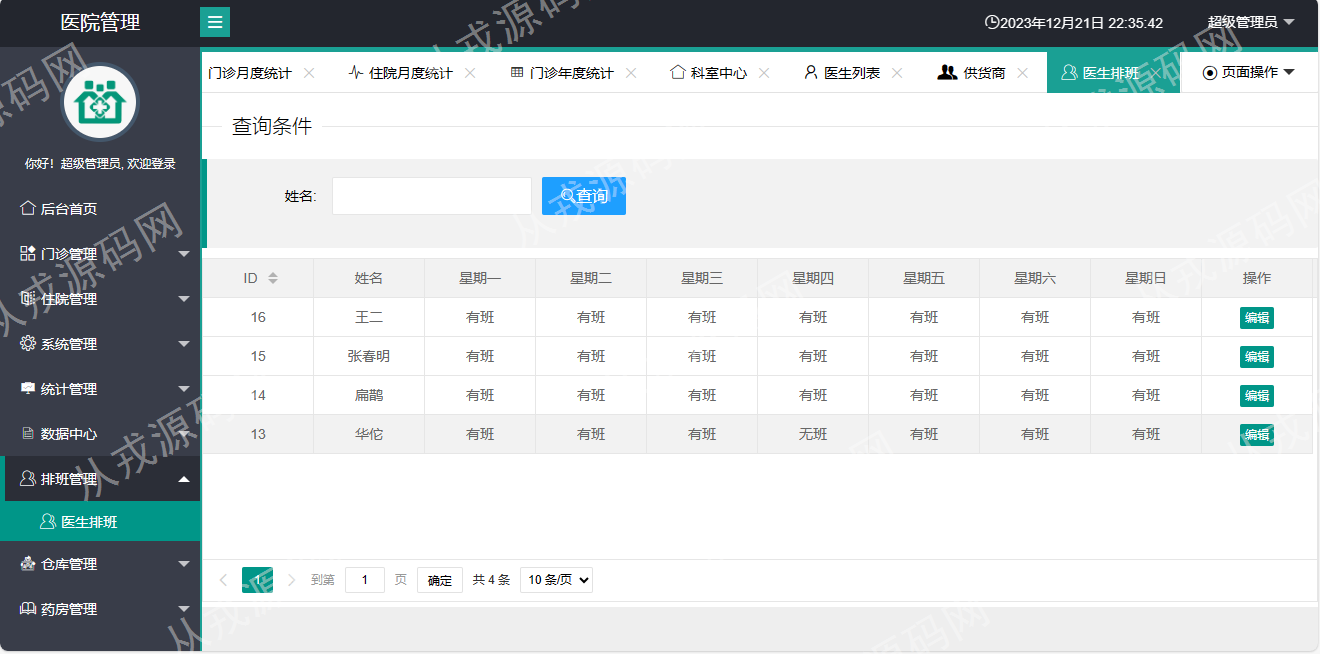 医院管理
2023年12月21日 22:35:42 超级管理员
门诊月度统计 住院月度统计 门诊年度统计 科室中心 医生列表 供货商 医生排班 页面操作
你好！超级管理员, 欢迎登录
后台首页
门诊管理
住院管理
系统管理
统计管理
数据中心
排班管理
医生排班
仓库管理
药房管理
查询条件
姓名: 查询
ID 姓名 星期一 星期二 星期三 星期四 星期五 星期六 星期日 操作
16 王二 有班 有班 有班 有班 有班 有班 有班 编辑
15 张春明 有班 有班 有班 有班 有班 有班 有班 编辑
14 扁鹊 有班 有班 有班 有班 有班 有班 有班 编辑
13 华佗 有班 有班 有班 无班 有班 有班 有班 编辑
1 到第 1 页 确定 共 4 条 10 条/页
从戎源码网